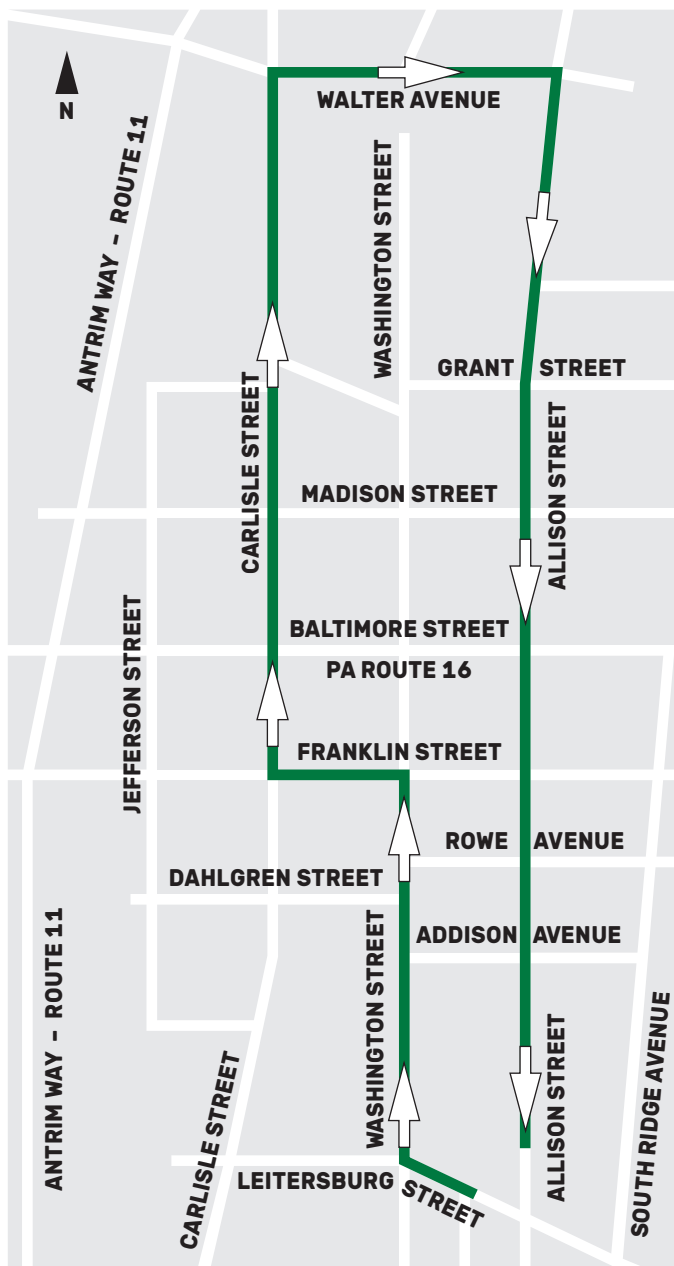 N
WALTER AVENUE
ANTRIM WAY – ROUTE 11
WASHINGTON STREET
GRANT STREET
CARLISLE STREET
ALLISON STREET
MADISON STREET
BALTIMORE STREET
PA ROUTE 16
JEFFERSON STREET
FRANKLIN STREET
ROWE AVENUE
DAHLGREN STREET
ADDISON AVENUE
ANTRIM WAY – ROUTE 11
WASHINGTON STREET
CARLISLE STREET
ALLISON STREET
SOUTH RIDGE AVENUE
LEITERSBURG STREET